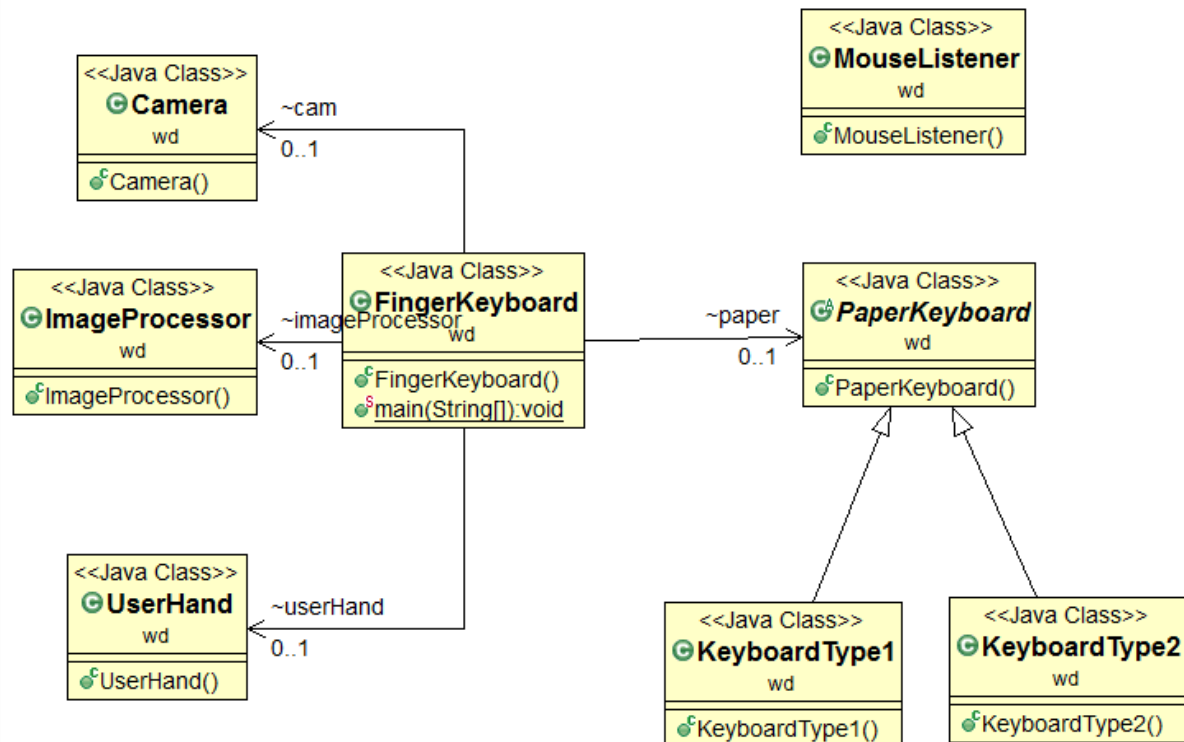 <<Java Class>>
MouseListener
wd
MouseListener()
<<Java Class>>
Camera
wd
Camera()
~cam
0..1
<<Java Class>>
ImageProcessor
wd
ImageProcessor()
~imageProcessor
0..1
<<Java Class>>
FingerKeyboard
wd
FingerKeyboard()
main(String[]):void
~paper
0..1
<<Java Class>>
PaperKeyboard
wd
PaperKeyboard()
<<Java Class>>
UserHand
wd
UserHand()
~userHand
0..1
<<Java Class>>
KeyboardType1
wd
KeyboardType1()
<<Java Class>>
KeyboardType2
wd
KeyboardType2()